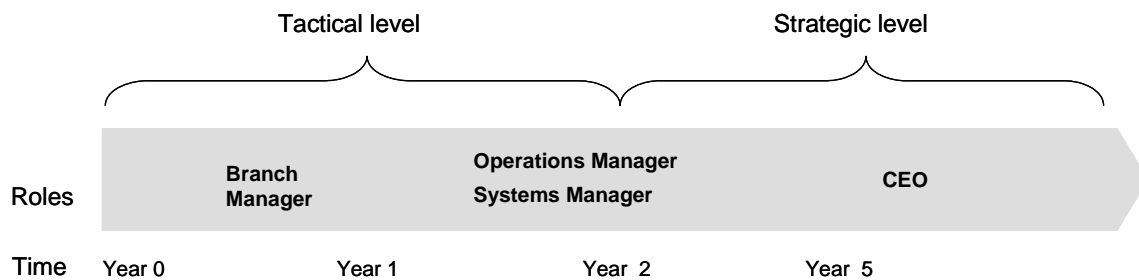 Tactical level
Strategic level
Roles
Branch
Manager
Operations Manager
Systems Manager
CEO
Time
Year 0
Year 1
Year 2
Year 5